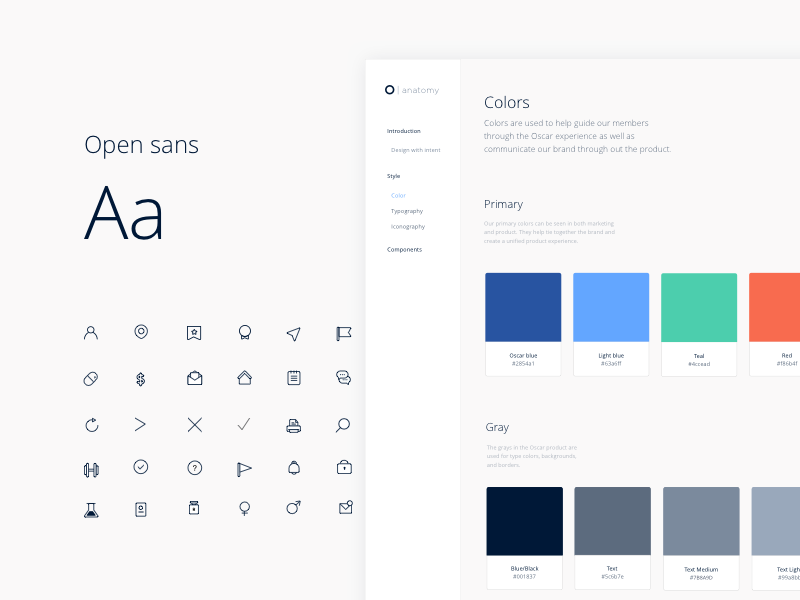 Open sans
Aa
anatomy
Introduction
Design with intent
Style
Color
Typography
Iconography
Components
Colors
Colors are used to help guide our members
through the Oscar experience as well as
communicate our brand through out the product.
Primary
Our primary colors can be seen in both marketing
and product. They help tie together the brand and
create a unified product experience.
Oscar blue
#2854a1
Light blue
#63a6ff
Teal
Red
#f86b4f
Gray
The grays in the Oscar product are
used for type colors, backgrounds,
and borders.
Blue/Black
#001837
Text
#5c6b7e
Text Medium
#788A9D
Text Ligh
#99a8bb